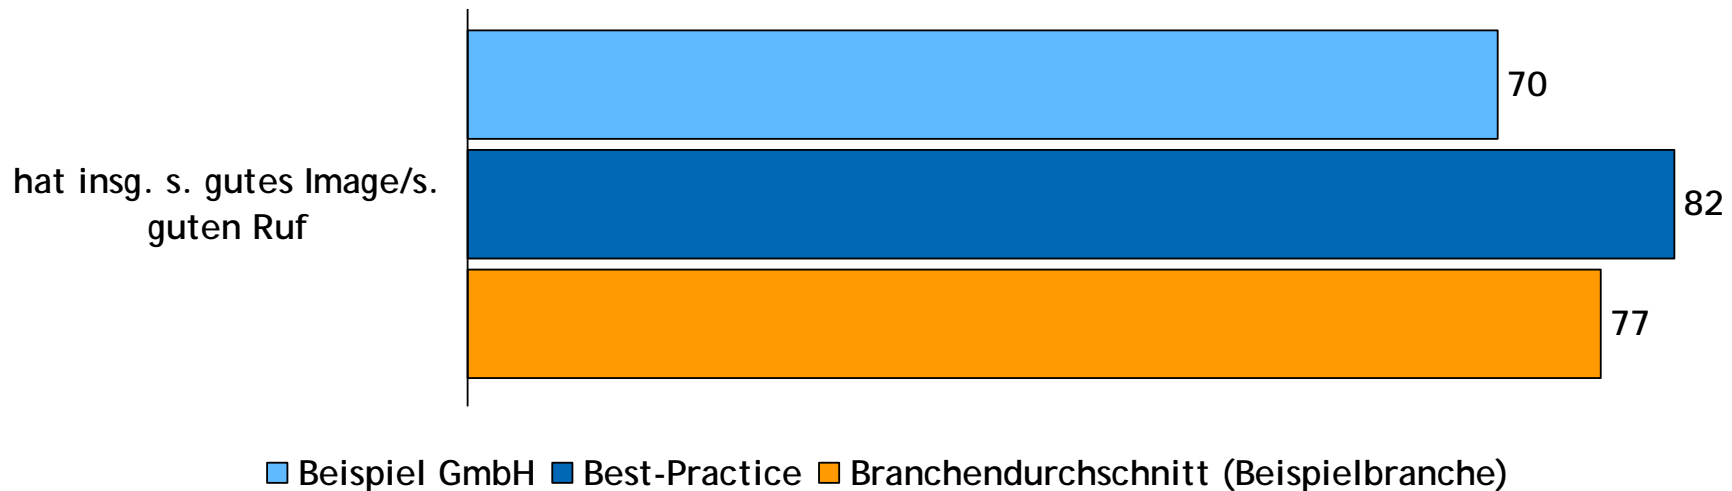 70
hat insg. s. gutes Image/s.
guten Ruf
82
77
Beispiel GmbH Best-Practice Branchendurchschnitt (Beispielbranche)